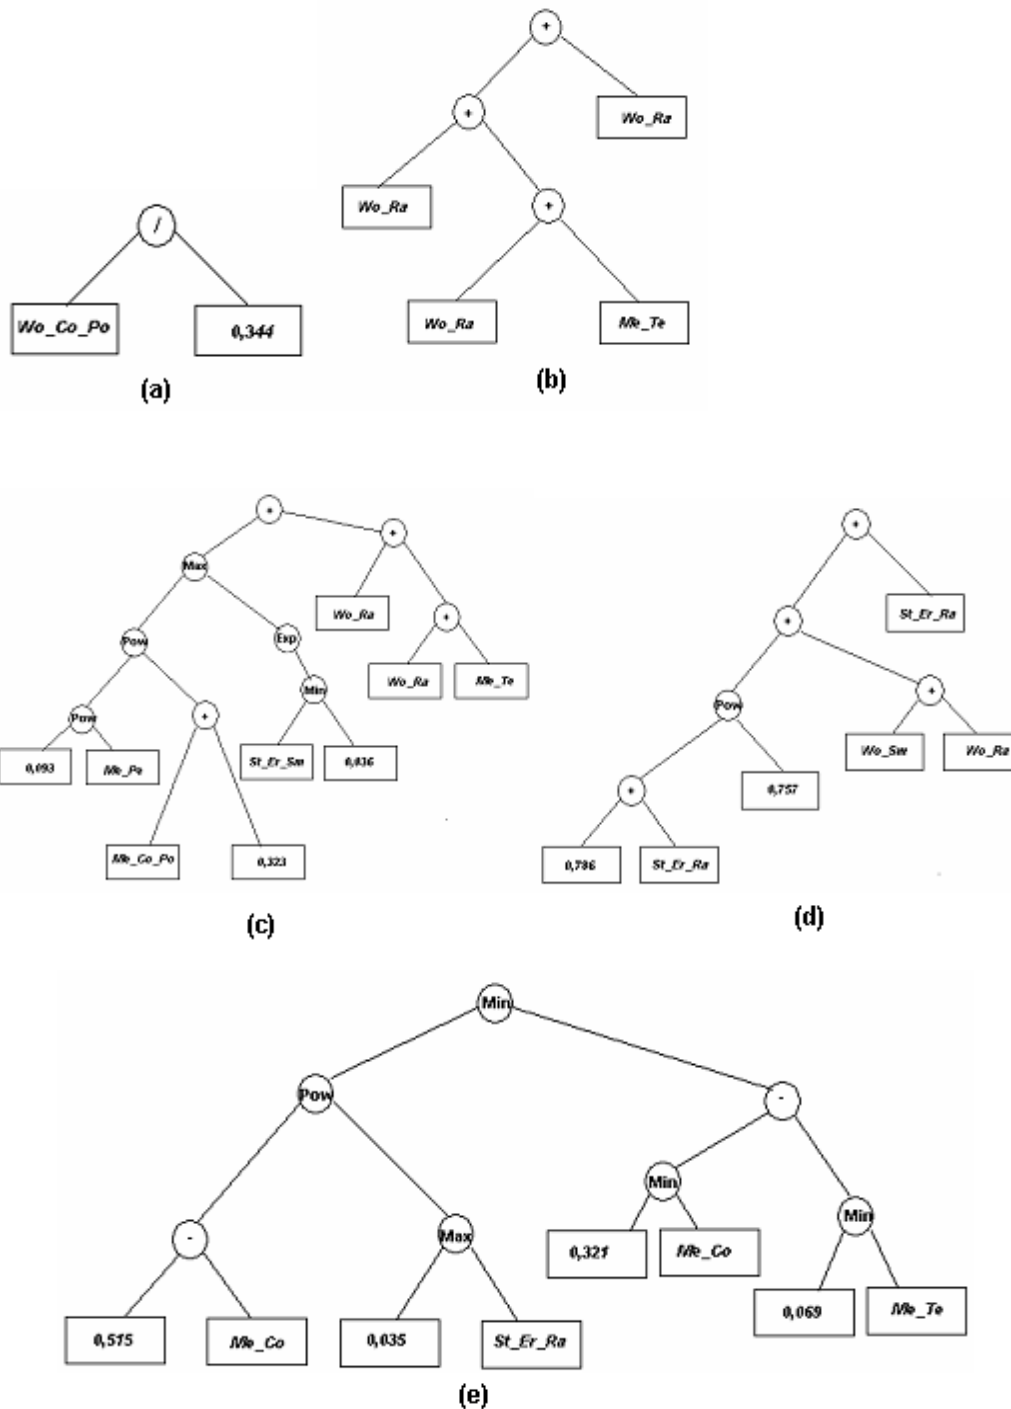 +
+ Wo_Ra
Wo_Ra +
Wo_Ra Me_Te
(b)
/
Wo_Co_Po 0,344
(a)
+
+
Max
Wo_Ra +
Pow Exp
Wo_Ra Me_Te
Pow + Min
0,093 Me_Pe St_Er_Sm 0,036
Me_Co_Po 0,323
(c)
+
St_Er_Ra
+
Pow +
Wo_Sm Wo_Ra
+ 0,757
0,786 St_Er_Ra
(d)
Min
Pow -
Min Min
- Max 0,321 Me_Co
0,069 Me_Te
0,515 Me_Co 0,035 St_Er_Ra
(e)